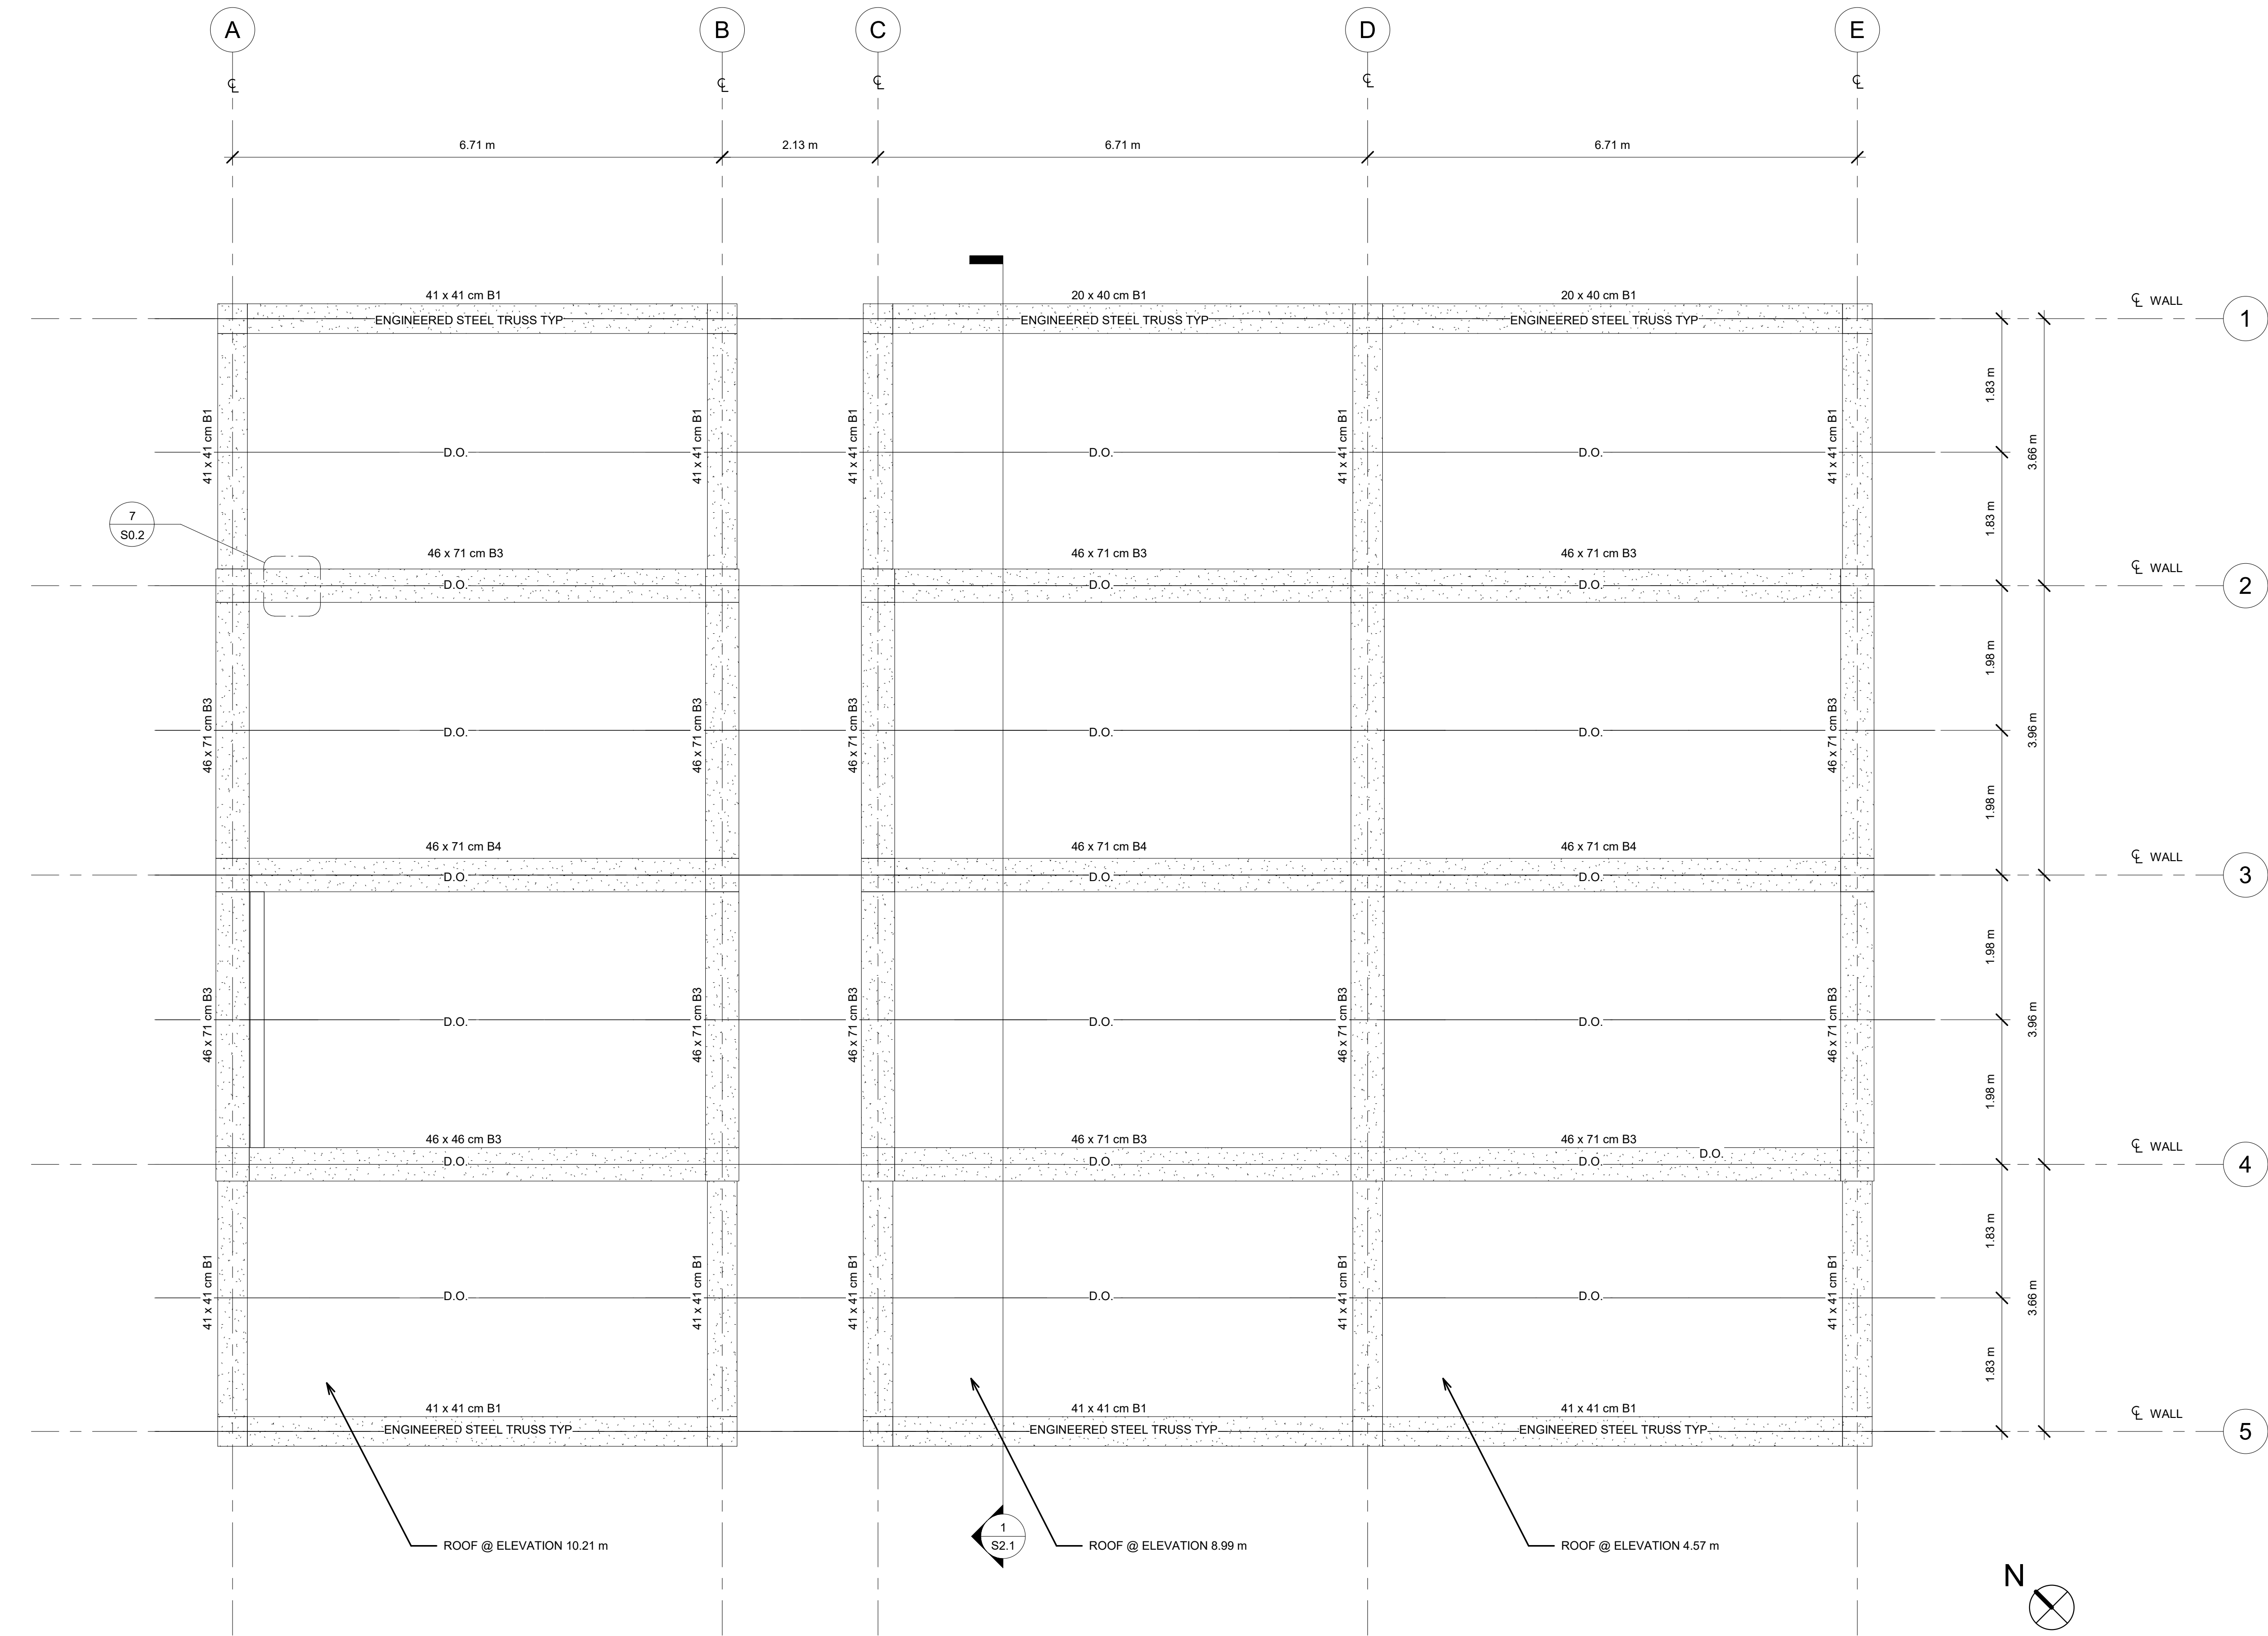 A
B
C
D
E
℄
℄
℄
℄
℄
6.71 m
2.13 m
6.71 m
6.71 m
41 x 41 cm B1
20 x 40 cm B1
20 x 40 cm B1
℄ WALL
1
ENGINEERED STEEL TRUSS TYP
ENGINEERED STEEL TRUSS TYP
ENGINEERED STEEL TRUSS TYP
1.83 m
41 x 41 cm B1
41 x 41 cm B1
41 x 41 cm B1
41 x 41 cm B1
41 x 41 cm B1
D.O.
D.O.
D.O.
3.66 m
7
S0.2
1.83 m
46 x 71 cm B3
46 x 71 cm B3
46 x 71 cm B3
℄ WALL
2
D.O.
D.O.
D.O.
1.98 m
46 x 71 cm B3
46 x 71 cm B3
46 x 71 cm B3
46 x 71 cm B3
D.O.
D.O.
D.O.
3.96 m
1.98 m
46 x 71 cm B4
46 x 71 cm B4
46 x 71 cm B4
℄ WALL
3
D.O.
D.O.
D.O.
1.98 m
46 x 71 cm B3
46 x 71 cm B3
46 x 71 cm B3
46 x 71 cm B3
46 x 71 cm B3
D.O.
D.O.
D.O.
3.96 m
1.98 m
46 x 46 cm B3
46 x 71 cm B3
46 x 71 cm B3
℄ WALL
4
D.O.
D.O.
D.O.
D.O.
1.83 m
41 x 41 cm B1
41 x 41 cm B1
41 x 41 cm B1
41 x 41 cm B1
41 x 41 cm B1
D.O.
D.O.
D.O.
3.66 m
1.83 m
41 x 41 cm B1
41 x 41 cm B1
41 x 41 cm B1
℄ WALL
5
ENGINEERED STEEL TRUSS TYP
ENGINEERED STEEL TRUSS TYP
ENGINEERED STEEL TRUSS TYP
ROOF @ ELEVATION 10.21 m
1
S2.1
ROOF @ ELEVATION 8.99 m
ROOF @ ELEVATION 4.57 m
N